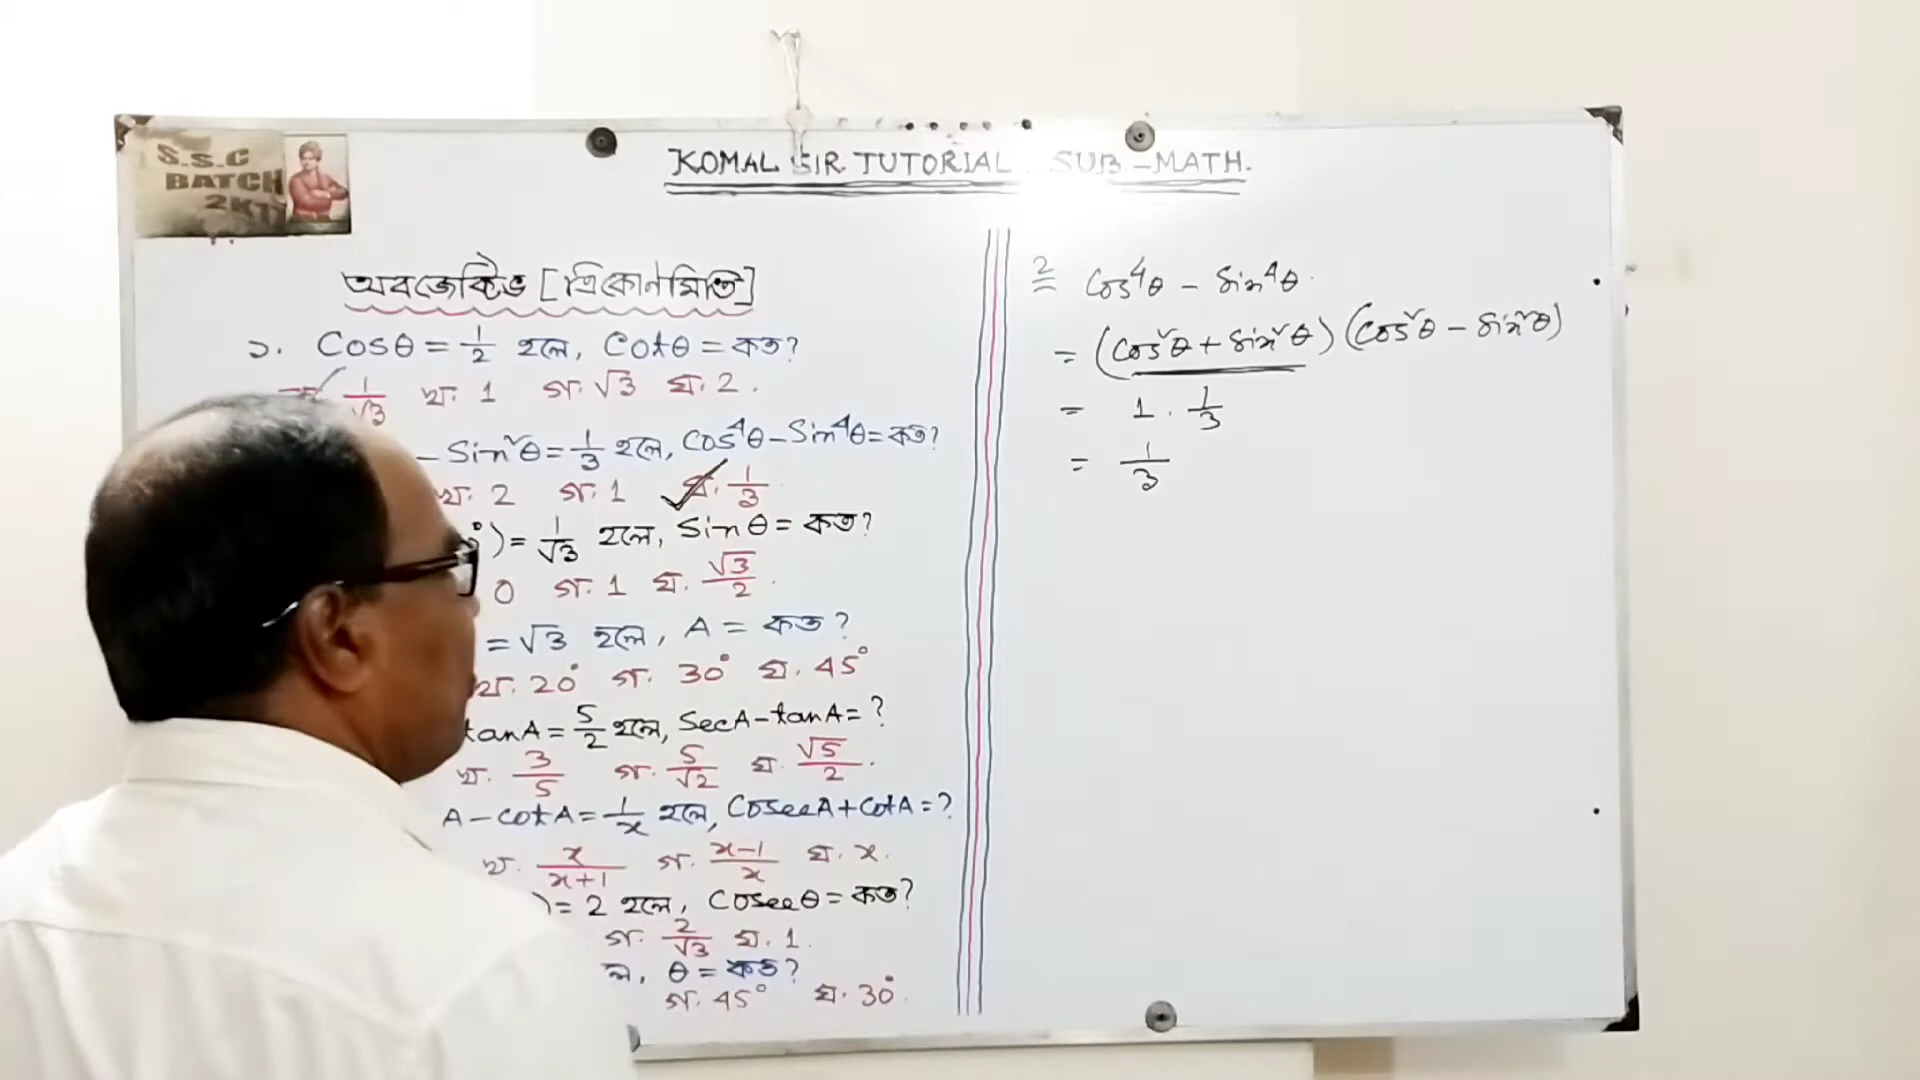 S.S.C
BATCH
2K17
KOMAL SIR TUTORIAL SUB-MATH.
অবজেক্টিভ [ত্রিকোনমিতি]
১. Cosθ = 1/2 হলে, Cotθ = কত?
1/√3 খ. 1 গ. √3 ঘ. 2.
- Sin²θ = 1/3 হলে, Cos⁴θ - Sin⁴θ = কত?
খ. 2 গ. 1 ঘ. 1/3
°) = 1/√3 হলে, Sinθ = কত?
0 গ. 1 ঘ. √3/2.
= √3 হলে, A = কত?
খ. 20° গ. 30° ঘ. 45°
tanA = 5/2 হলে, SecA - tanA = ?
খ. 3/5 গ. 5/√2 ঘ. √5/2.
A - cotA = 1/x হলে, CosecA + CotA = ?
খ. x/x+1 গ. x-1/x ঘ. x.
) = 2 হলে, Cosecθ = কত?
গ. 2/√3 ঘ. 1.
লে, θ = কত?
গ. 45° ঘ. 30°.
2 Cos⁴θ - Sin⁴θ.
= (Cos²θ + Sin²θ) (Cos²θ - Sin²θ)
= 1 . 1/3
= 1/3